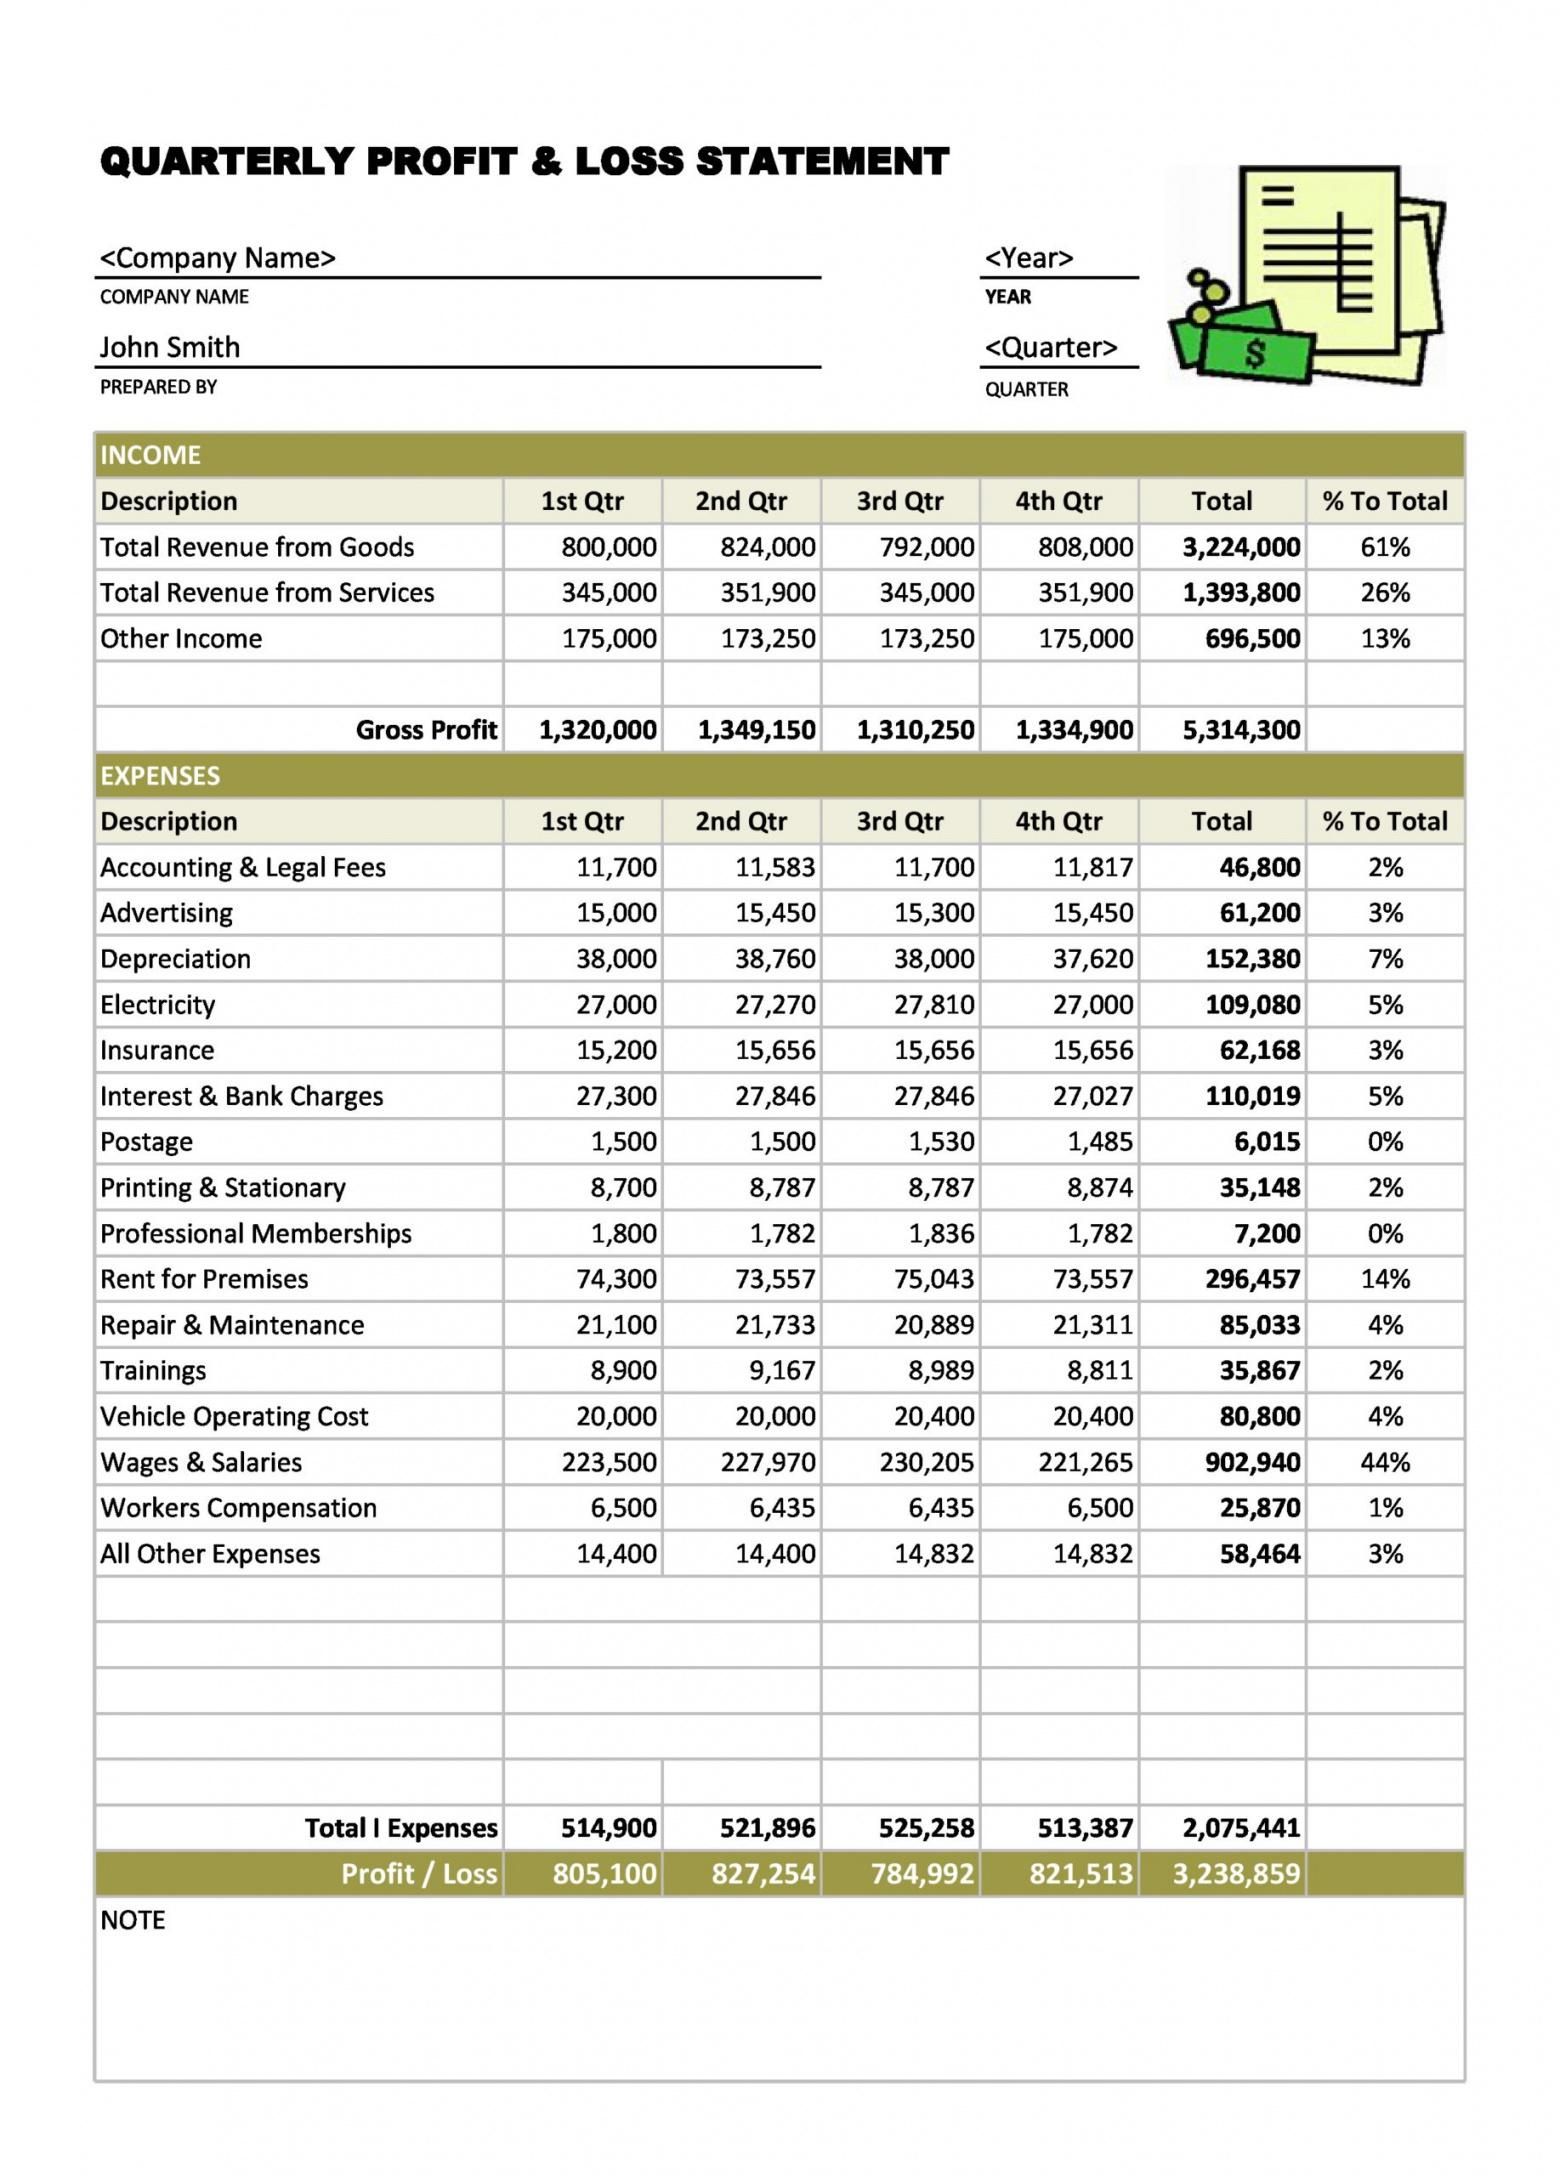 QUARTERLY PROFIT & LOSS STATEMENT
<Company Name> <Year>
COMPANY NAME YEAR
John Smith <Quarter>
PREPARED BY QUARTER
$
INCOME
Description 1st Qtr 2nd Qtr 3rd Qtr 4th Qtr Total % To Total
Total Revenue from Goods 800,000 824,000 792,000 808,000 3,224,000 61%
Total Revenue from Services 345,000 351,900 345,000 351,900 1,393,800 26%
Other Income 175,000 173,250 173,250 175,000 696,500 13%
Gross Profit 1,320,000 1,349,150 1,310,250 1,334,900 5,314,300
EXPENSES
Description 1st Qtr 2nd Qtr 3rd Qtr 4th Qtr Total % To Total
Accounting & Legal Fees 11,700 11,583 11,700 11,817 46,800 2%
Advertising 15,000 15,450 15,300 15,450 61,200 3%
Depreciation 38,000 38,760 38,000 37,620 152,380 7%
Electricity 27,000 27,270 27,810 27,000 109,080 5%
Insurance 15,200 15,656 15,656 15,656 62,168 3%
Interest & Bank Charges 27,300 27,846 27,846 27,027 110,019 5%
Postage 1,500 1,500 1,530 1,485 6,015 0%
Printing & Stationary 8,700 8,787 8,787 8,874 35,148 2%
Professional Memberships 1,800 1,782 1,836 1,782 7,200 0%
Rent for Premises 74,300 73,557 75,043 73,557 296,457 14%
Repair & Maintenance 21,100 21,733 20,889 21,311 85,033 4%
Trainings 8,900 9,167 8,989 8,811 35,867 2%
Vehicle Operating Cost 20,000 20,000 20,400 20,400 80,800 4%
Wages & Salaries 223,500 227,970 230,205 221,265 902,940 44%
Workers Compensation 6,500 6,435 6,435 6,500 25,870 1%
All Other Expenses 14,400 14,400 14,832 14,832 58,464 3%
Total I Expenses 514,900 521,896 525,258 513,387 2,075,441
Profit / Loss 805,100 827,254 784,992 821,513 3,238,859
NOTE